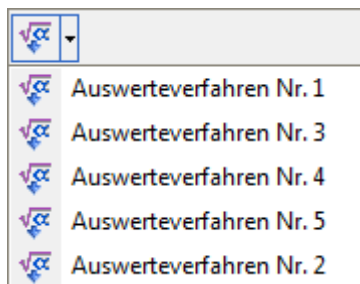 Auswerteverfahren Nr. 1
Auswerteverfahren Nr. 3
Auswerteverfahren Nr. 4
Auswerteverfahren Nr. 5
Auswerteverfahren Nr. 2